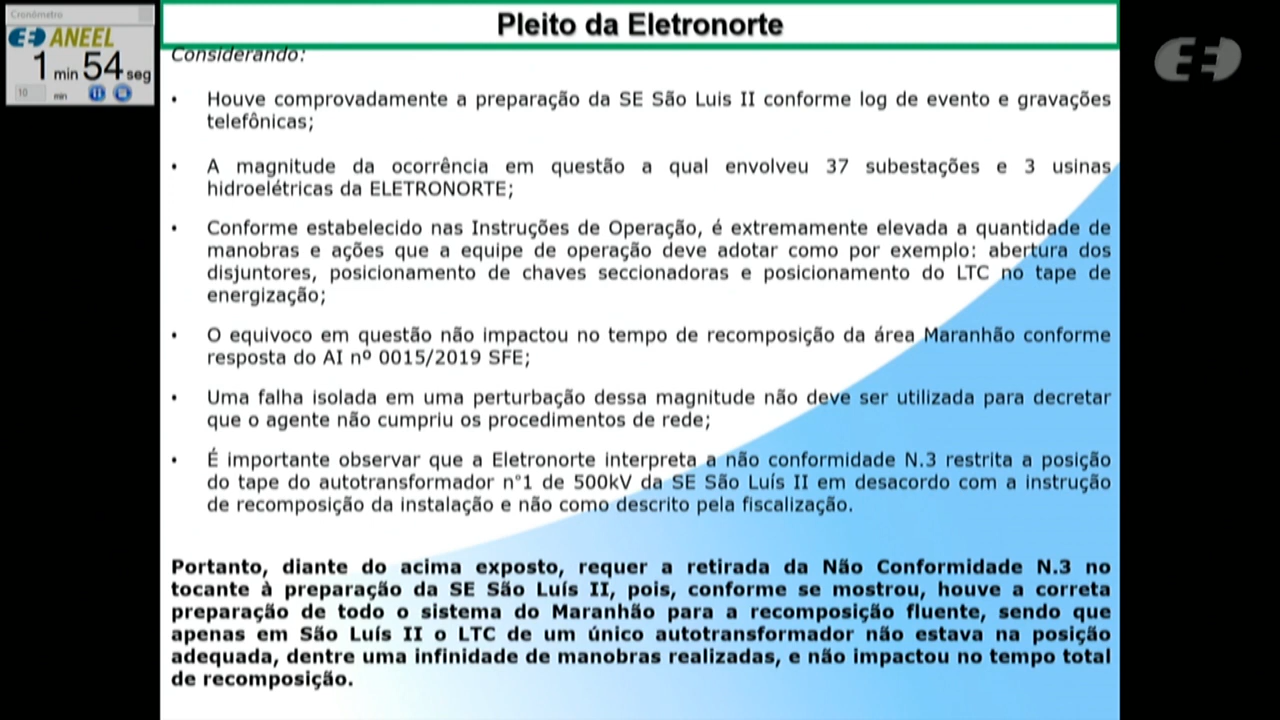 Cronômetro
ANEEL
1 min 54 seg
10 min
Pleito da Eletronorte
Considerando:
• Houve comprovadamente a preparação da SE São Luis II conforme log de evento e gravações
telefônicas;
• A magnitude da ocorrência em questão a qual envolveu 37 subestações e 3 usinas
hidroelétricas da ELETRONORTE;
• Conforme estabelecido nas Instruções de Operação, é extremamente elevada a quantidade de
manobras e ações que a equipe de operação deve adotar como por exemplo: abertura dos
disjuntores, posicionamento de chaves seccionadoras e posicionamento do LTC no tape de
energização;
• O equivoco em questão não impactou no tempo de recomposição da área Maranhão conforme
resposta do AI nº 0015/2019 SFE;
• Uma falha isolada em uma perturbação dessa magnitude não deve ser utilizada para decretar
que o agente não cumpriu os procedimentos de rede;
• É importante observar que a Eletronorte interpreta a não conformidade N.3 restrita a posição
do tape do autotransformador n°1 de 500kV da SE São Luís II em desacordo com a instrução
de recomposição da instalação e não como descrito pela fiscalização.
Portanto, diante do acima exposto, requer a retirada da Não Conformidade N.3 no
tocante à preparação da SE São Luís II, pois, conforme se mostrou, houve a correta
preparação de todo o sistema do Maranhão para a recomposição fluente, sendo que
apenas em São Luís II o LTC de um único autotransformador não estava na posição
adequada, dentre uma infinidade de manobras realizadas, e não impactou no tempo total
de recomposição.